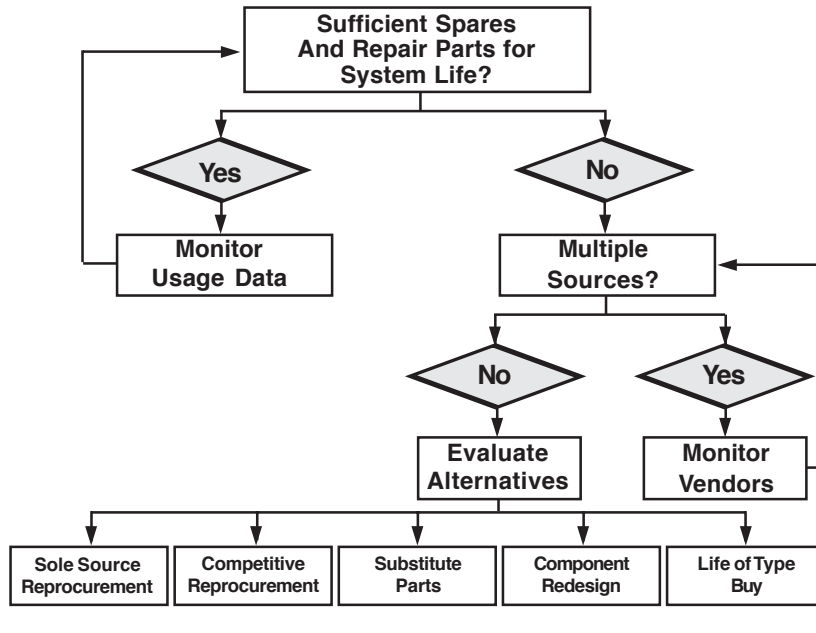 Sufficient Spares
And Repair Parts for
System Life?
Yes
No
Monitor
Usage Data
Multiple
Sources?
No
Yes
Evaluate
Alternatives
Monitor
Vendors
Sole Source
Reprocurement
Competitive
Reprocurement
Substitute
Parts
Component
Redesign
Life of Type
Buy